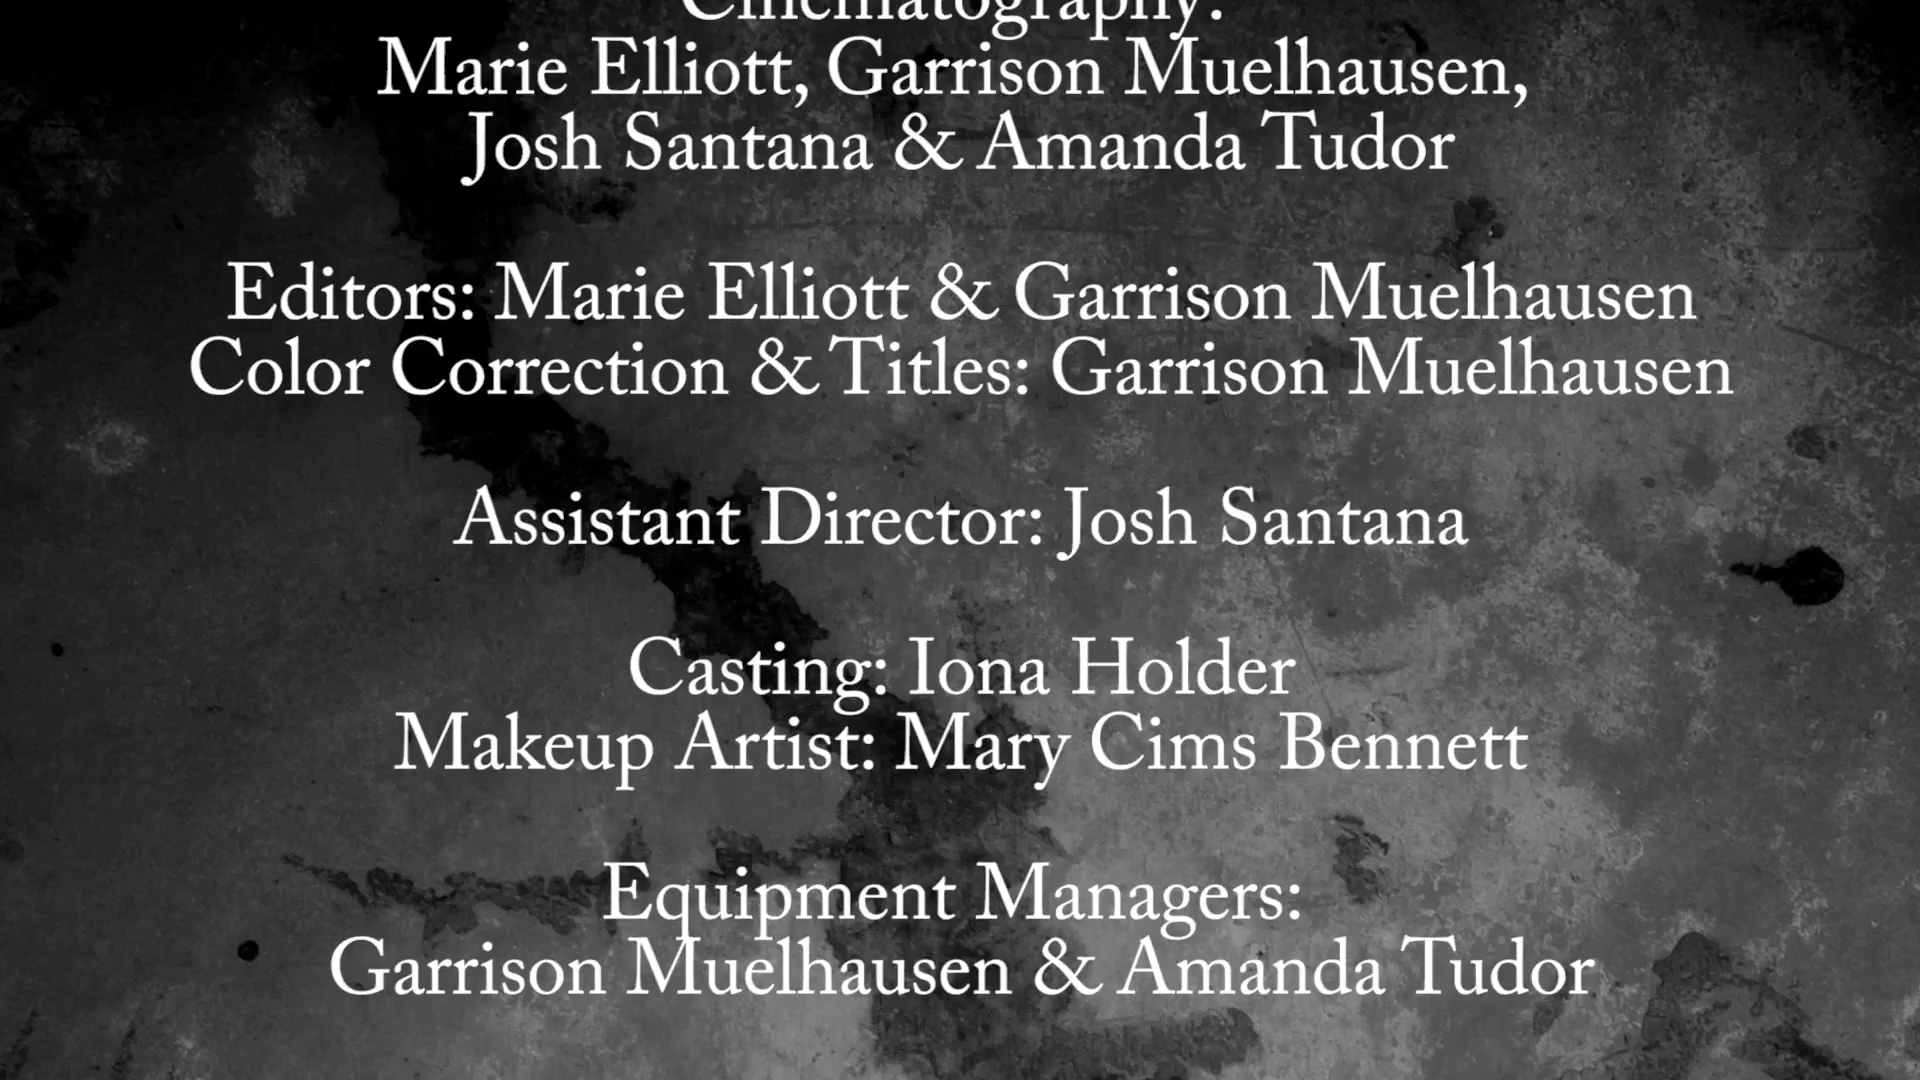 Cinematography:
Marie Elliott, Garrison Muelhausen,
Josh Santana & Amanda Tudor
Editors: Marie Elliott & Garrison Muelhausen
Color Correction & Titles: Garrison Muelhausen
Assistant Director: Josh Santana
Casting: Iona Holder
Makeup Artist: Mary Cims Bennett
Equipment Managers:
Garrison Muelhausen & Amanda Tudor